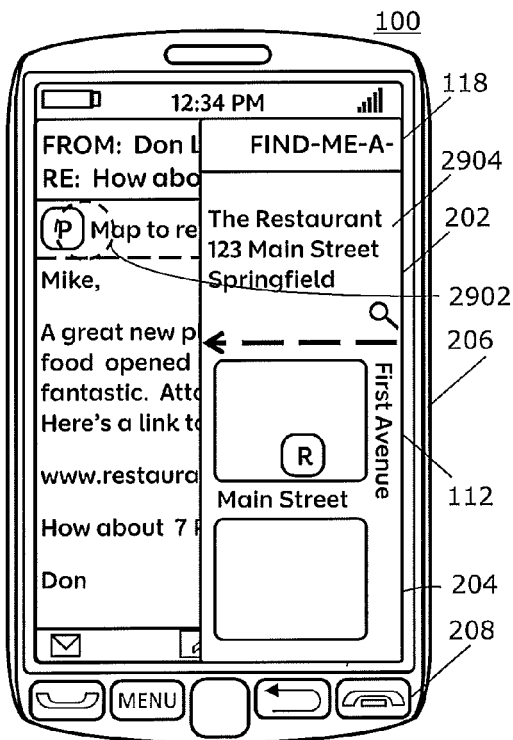 100
12:34 PM
118
FROM: Don L
FIND-ME-A-
RE: How abo
2904
P
Map to re
The Restaurant
123 Main Street
Springfield
202
Mike,
2902
A great new p
food opened
fantastic. Atta
Here's a link to
206
First Avenue
R
www.restaura
112
Main Street
How about 7 P
Don
204
208
MENU